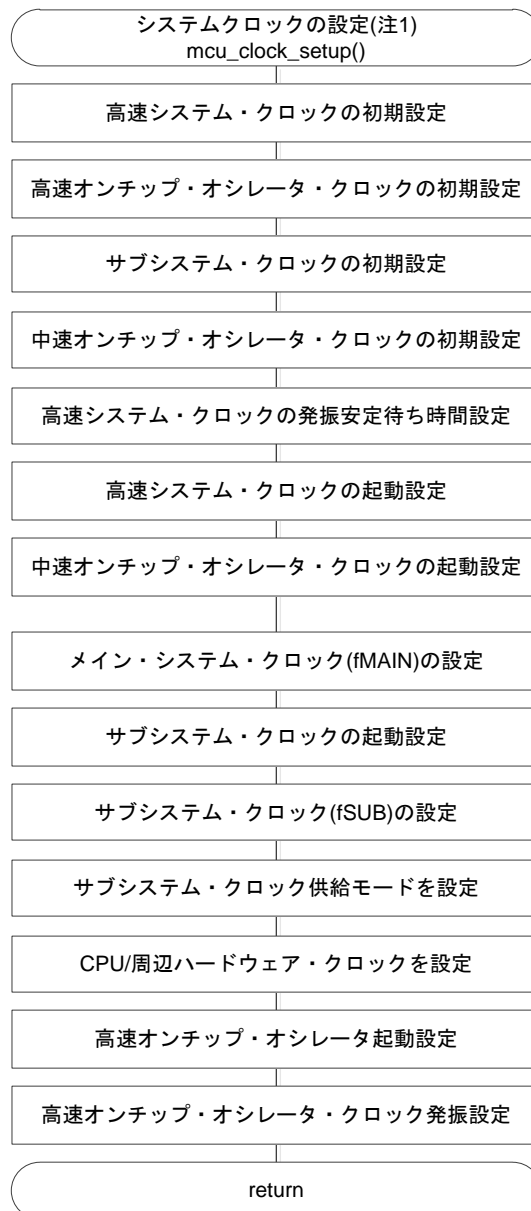 システムクロックの設定(注1)
mcu_clock_setup()
高速システム・クロックの初期設定
高速オンチップ・オシレータ・クロックの初期設定
サブシステム・クロックの初期設定
中速オンチップ・オシレータ・クロックの初期設定
高速システム・クロックの発振安定待ち時間設定
高速システム・クロックの起動設定
中速オンチップ・オシレータ・クロックの起動設定
メイン・システム・クロック(fMAIN)の設定
サブシステム・クロックの起動設定
サブシステム・クロック(fSUB)の設定
サブシステム・クロック供給モードを設定
CPU/周辺ハードウェア・クロックを設定
高速オンチップ・オシレータ起動設定
高速オンチップ・オシレータ・クロック発振設定
return